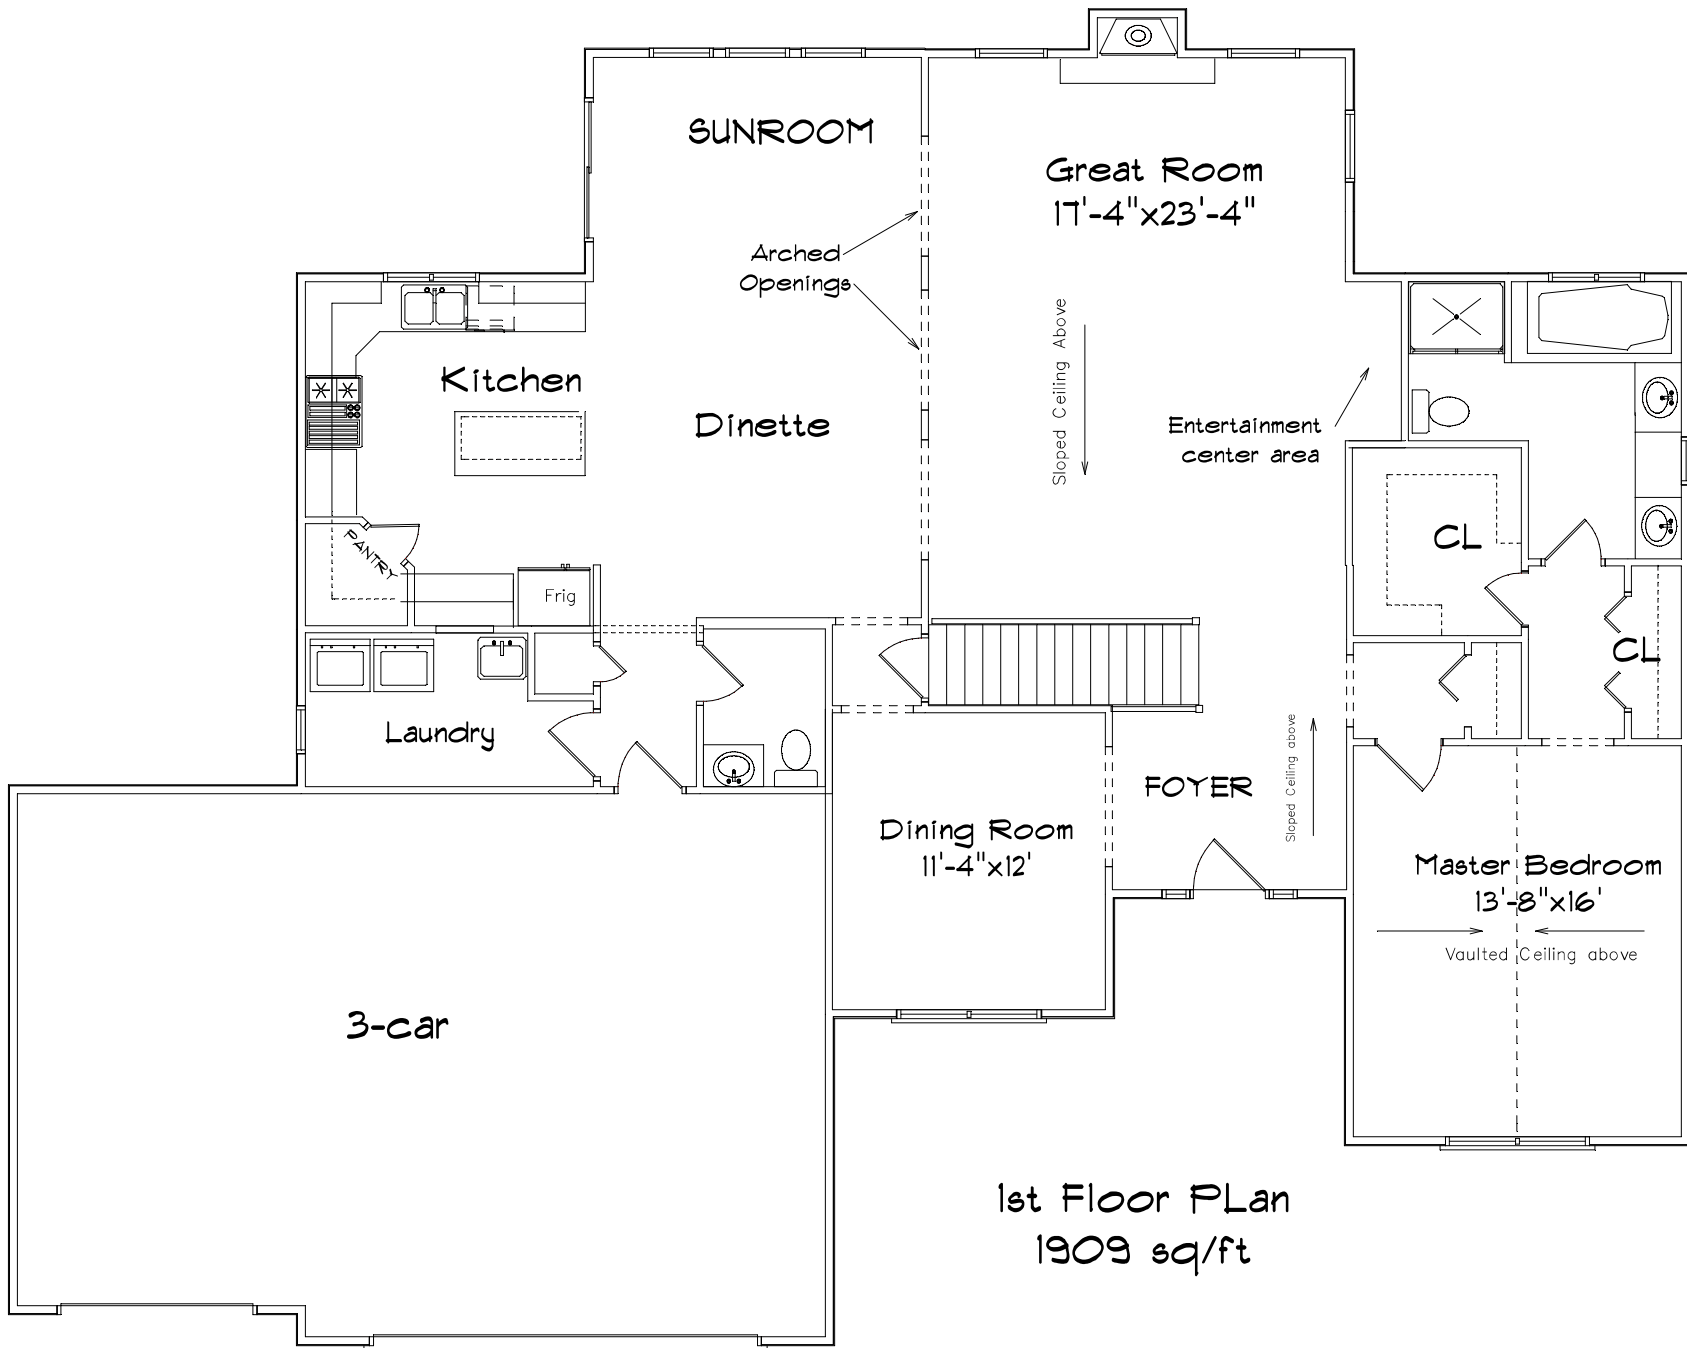 SUNROOM
Great Room
17'-4"x23'-4"
Arched
Openings
Sloped Ceiling Above
Kitchen
Dinette
Entertainment
center area
PANTRY
Frig
CL
CL
Laundry
FOYER
Sloped Ceiling above
Dining Room
11'-4"x12'
Master Bedroom
13'-8"x16'
Vaulted Ceiling above
3-car
1st Floor PLan
1909 sq/ft